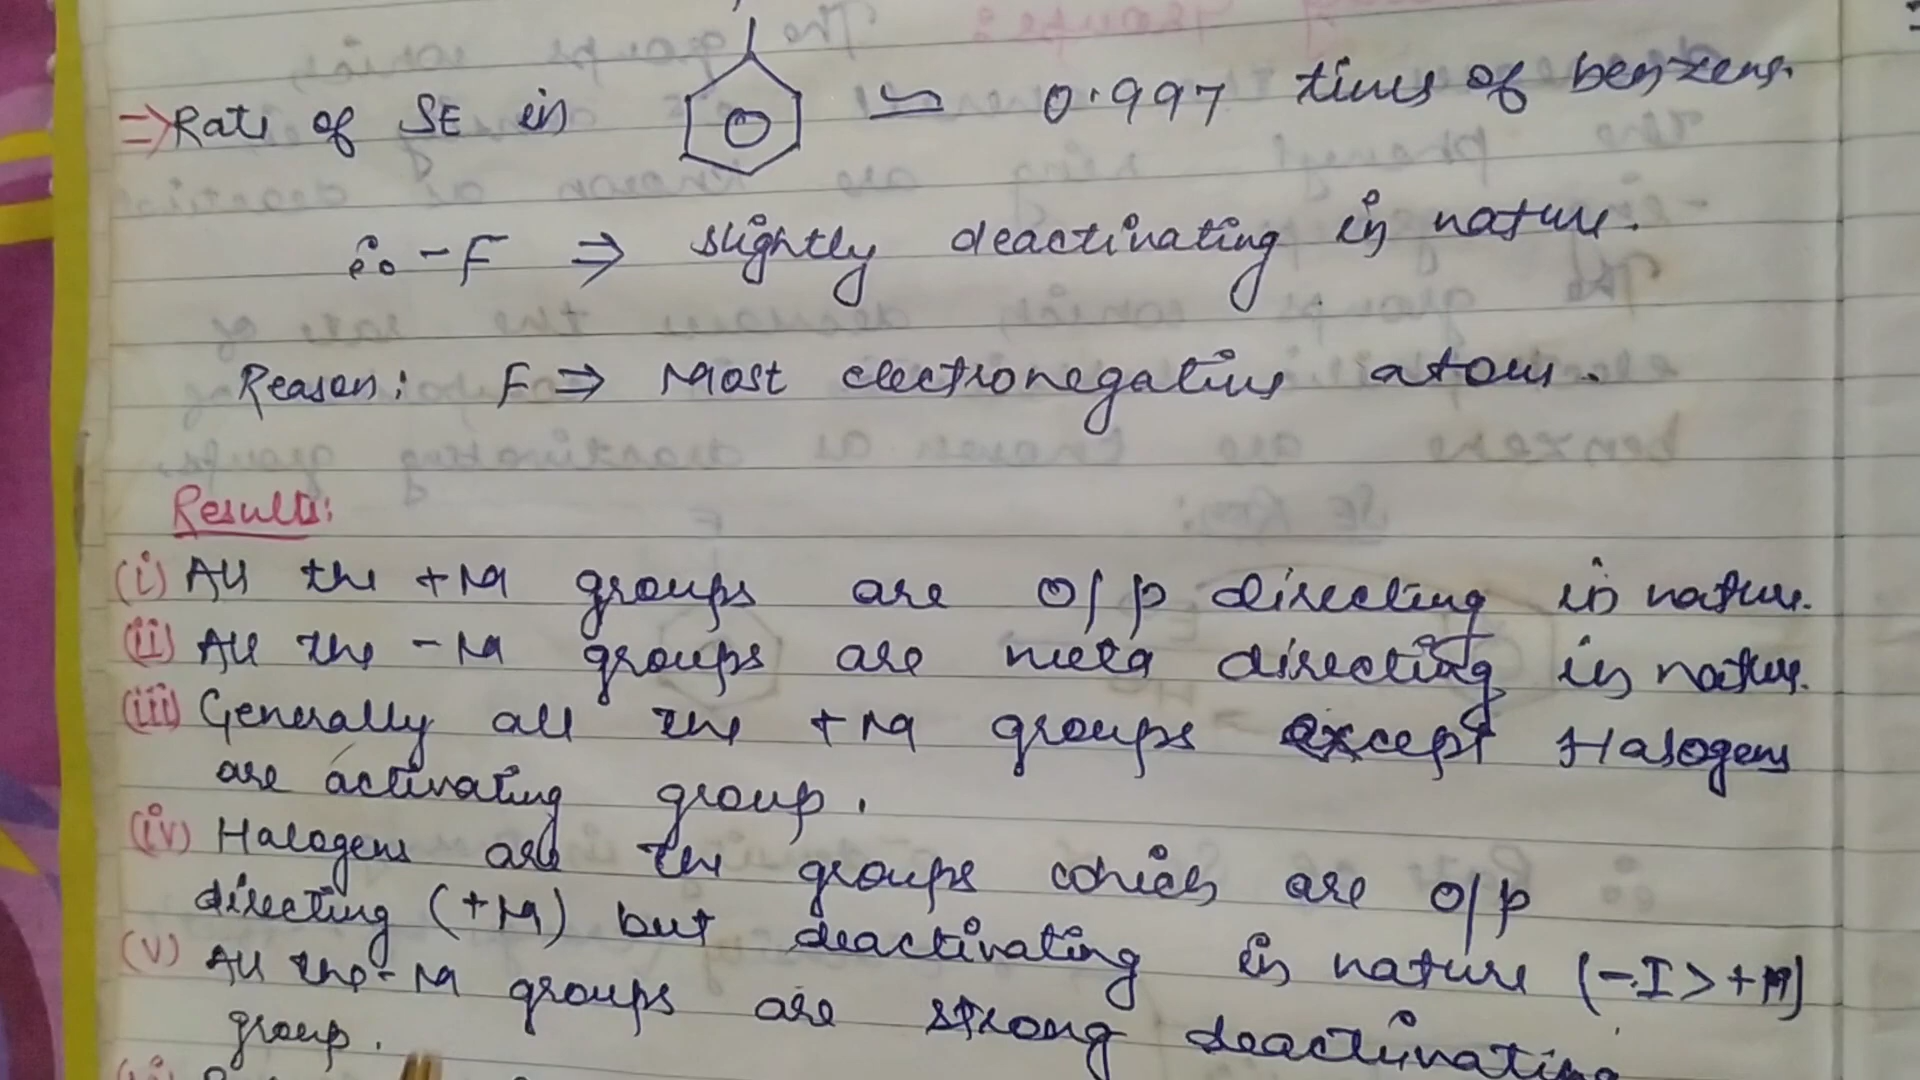 ⇒ Rate of SE in ≃ 0.997 times of benzene.
∴ -F ⇒ slightly deactivating in nature.
Reason: F ⇒ Most electronegative atom.
Results:
(i) All the +M groups are o/p directing in nature.
(ii) All the -M groups are meta directing in nature.
(iii) Generally all the +M groups except Halogens
are activating group.
(iv) Halogens are the groups which are o/p
directing (+M) but deactivating in nature (-I > +M)
(v) All the -M groups are strong deactivating
group.